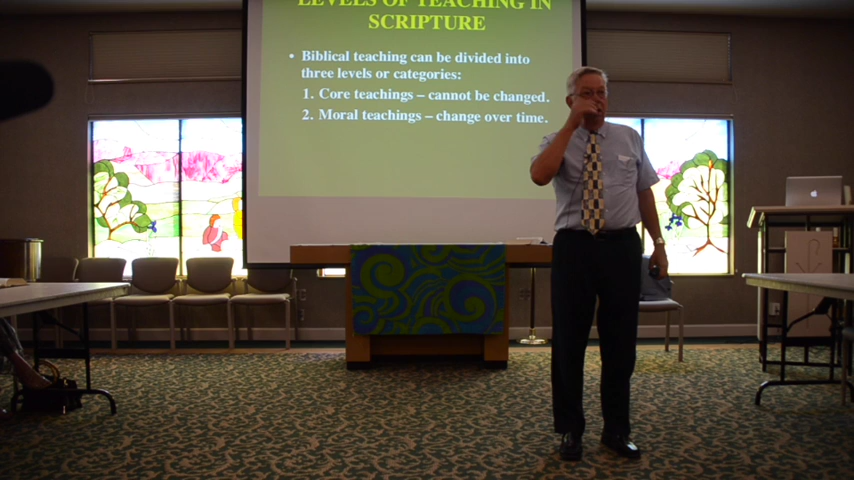 LEVELS OF TEACHING IN
SCRIPTURE
• Biblical teaching can be divided into
three levels or categories:
1. Core teachings – cannot be changed.
2. Moral teachings – change over time.